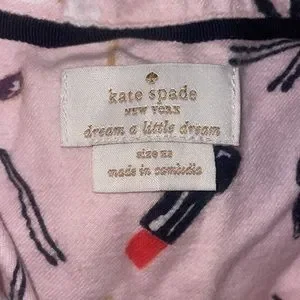 kate spade
NEW YORK
dream a little dream
size xs
made in cambodia